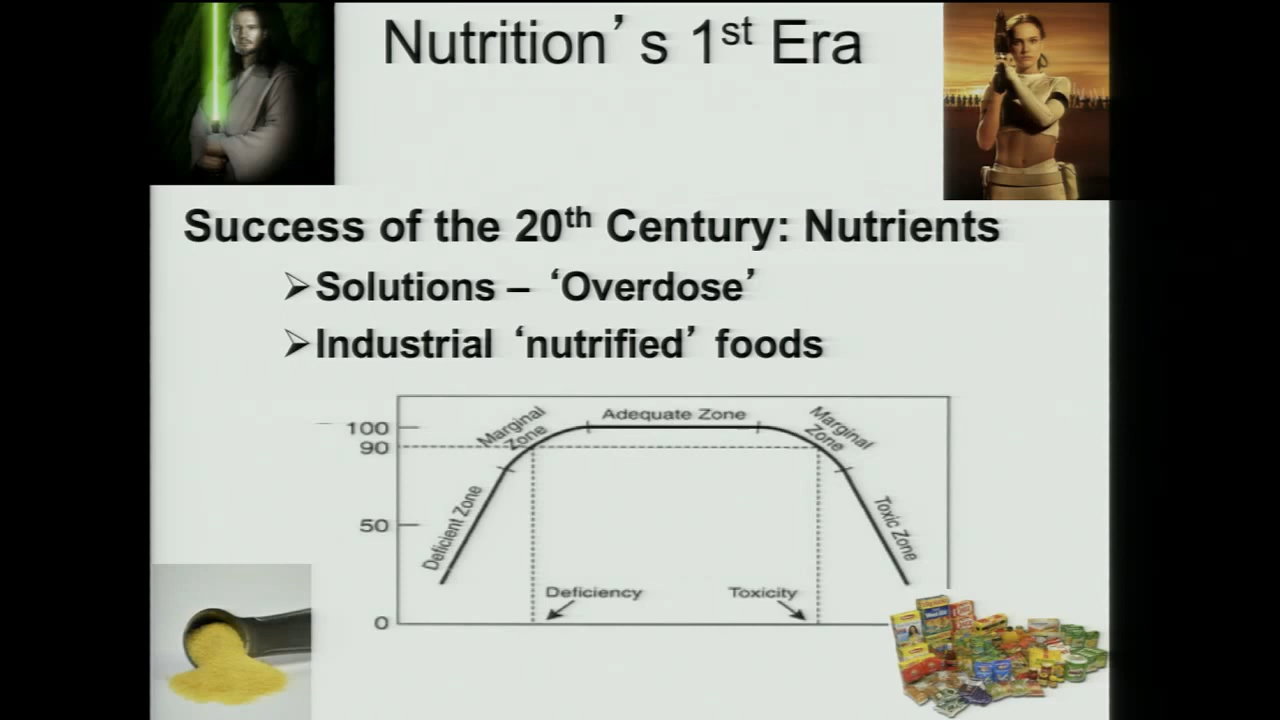 Nutrition’s 1st Era
Success of the 20th Century: Nutrients
➢Solutions – ‘Overdose’
➢Industrial ‘nutrified’ foods
Marginal
Zone
Adequate Zone
Marginal
Zone
100
90
Deficient Zone
Toxic Zone
50
Deficiency
Toxicity
0